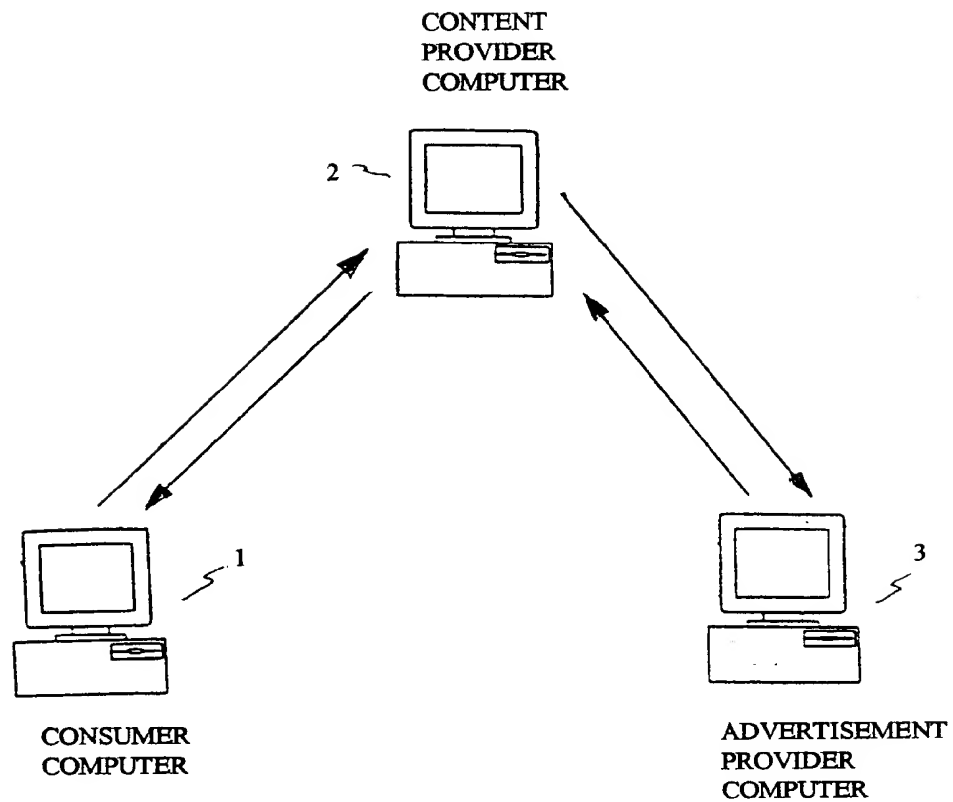 CONTENT
PROVIDER
COMPUTER
2
1
3
CONSUMER
COMPUTER
ADVERTISEMENT
PROVIDER
COMPUTER